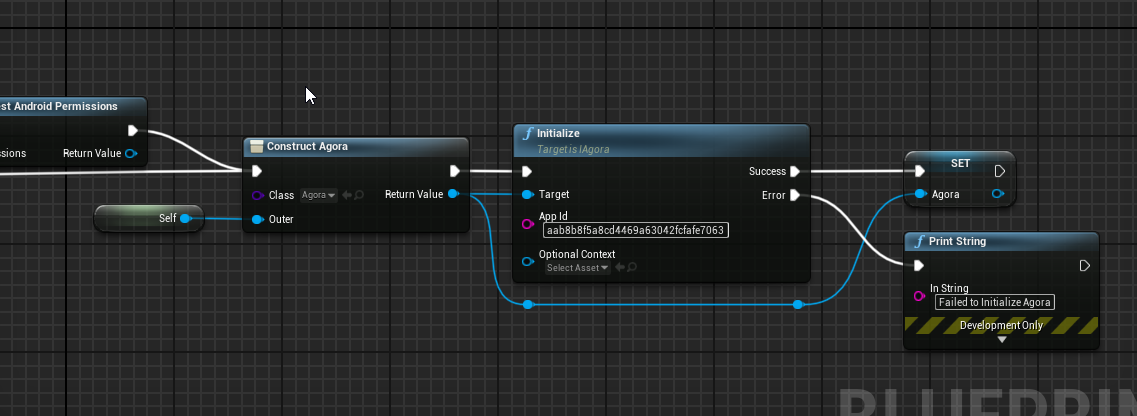 st Android Permissions
sions
Return Value
Self
Construct Agora
Class
Agora
Return Value
Outer
Initialize
Target is IAgora
Success
Target
Error
App Id
aab8b8f5a8cd4469a63042fcfafe7063
Optional Context
Select Asset
SET
Agora
Print String
In String
Failed to Initialize Agora
Development Only
BLUEPRIN